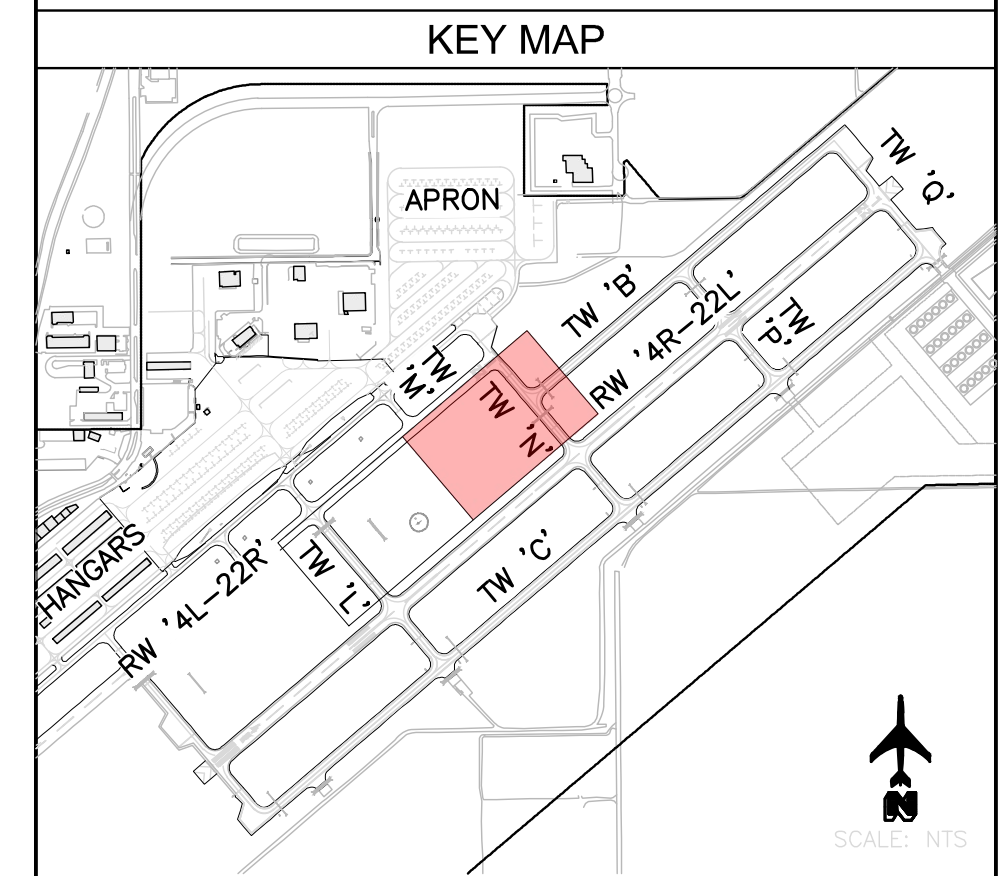 KEY MAP
APRON
TW 'Q'
TW 'B'
RW '4R-22L'
TW 'P'
TW
'M'
TW 'N'
HANGARS
RW '4L-22R'
TW 'L'
TW 'C'
N
SCALE: NTS